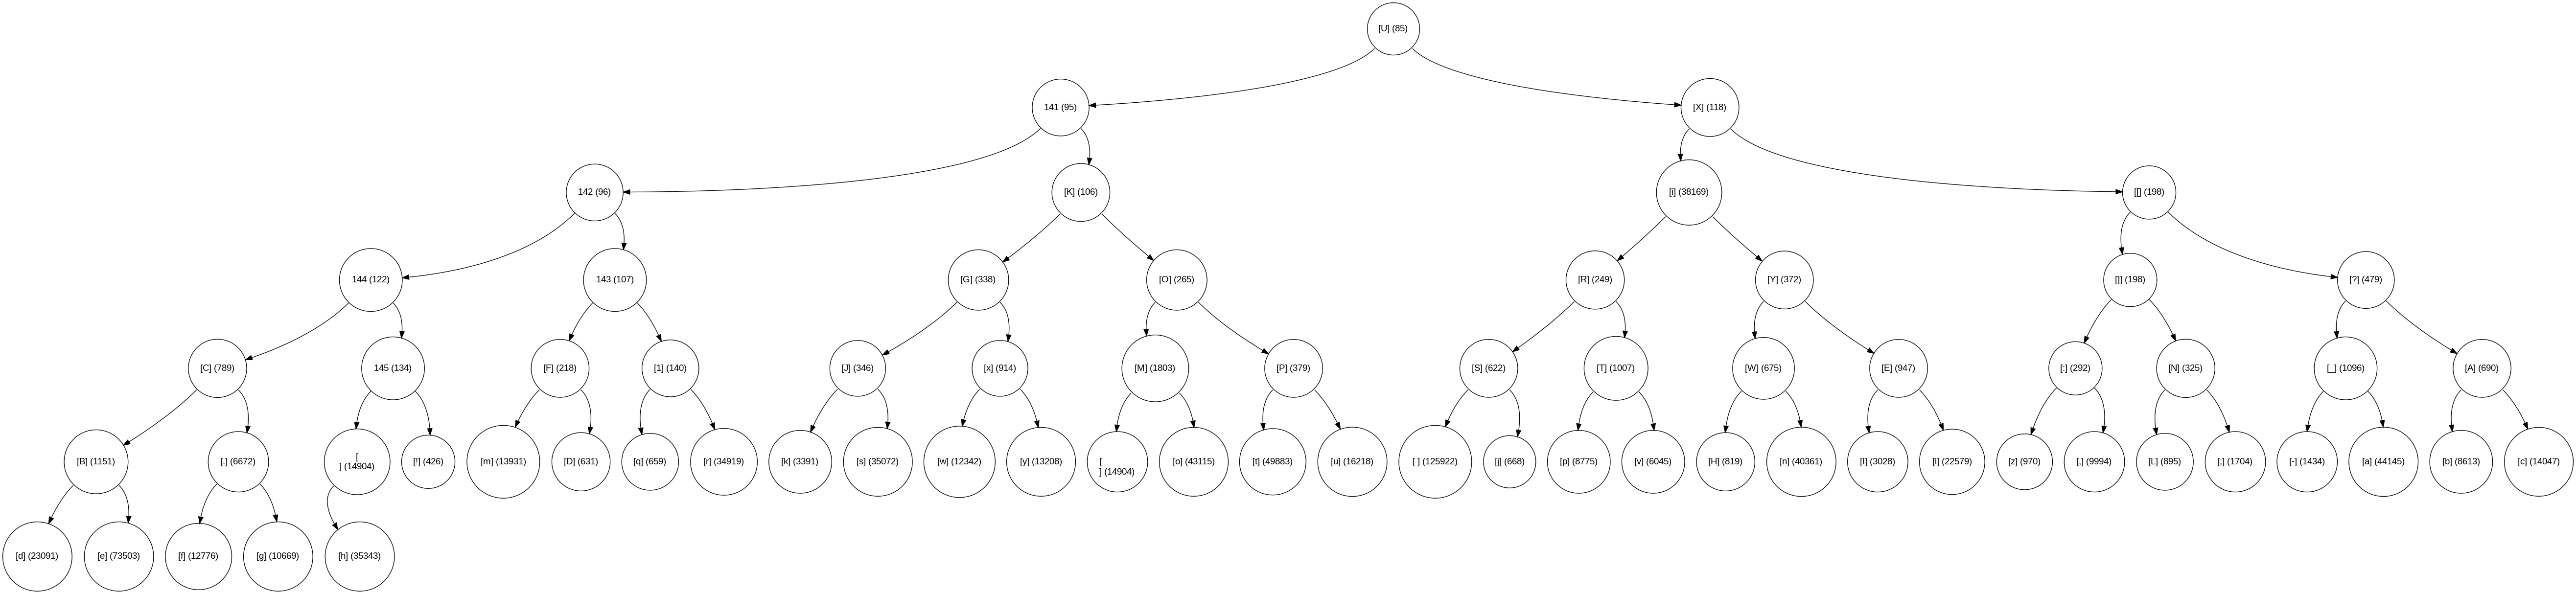 [U] (85)
141 (95)
[X] (118)
142 (96)
[K] (106)
[i] (38169)
[[] (198)
144 (122)
143 (107)
[G] (338)
[O] (265)
[R] (249)
[Y] (372)
[]] (198)
[?] (479)
[C] (789)
145 (134)
[F] (218)
[1] (140)
[J] (346)
[x] (914)
[M] (1803)
[P] (379)
[S] (622)
[T] (1007)
[W] (675)
[E] (947)
[:] (292)
[N] (325)
[_] (1096)
[A] (690)
[B] (1151)
[.] (6672)
[
] (14904)
[!] (426)
[m] (13931)
[D] (631)
[q] (659)
[r] (34919)
[k] (3391)
[s] (35072)
[w] (12342)
[y] (13208)
[
] (14904)
[o] (43115)
[t] (49883)
[u] (16218)
[ ] (125922)
[j] (668)
[p] (8775)
[v] (6045)
[H] (819)
[n] (40361)
[I] (3028)
[l] (22579)
[z] (970)
[,] (9994)
[L] (895)
[;] (1704)
[-] (1434)
[a] (44145)
[b] (8613)
[c] (14047)
[d] (23091)
[e] (73503)
[f] (12776)
[g] (10669)
[h] (35343)